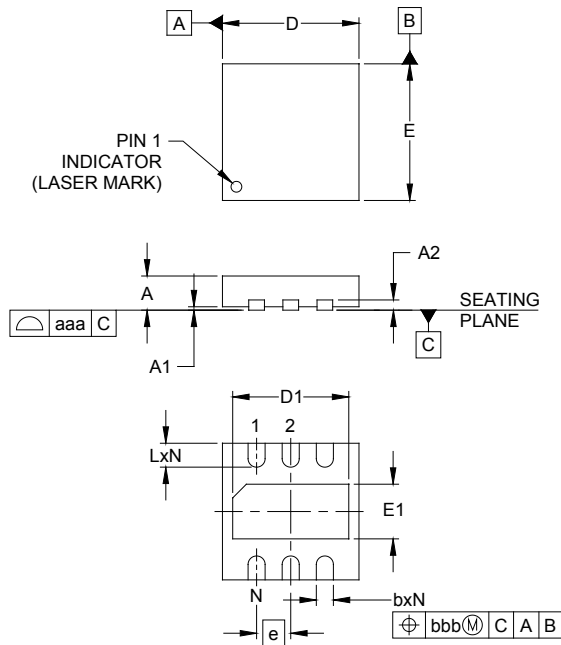 A
D
B
E
PIN 1
INDICATOR
(LASER MARK)
A2
A
SEATING
PLANE
aaa C
C
A1
D1
1 2
LxN
E1
N
bxN
e
bbb Ⓜ C A B